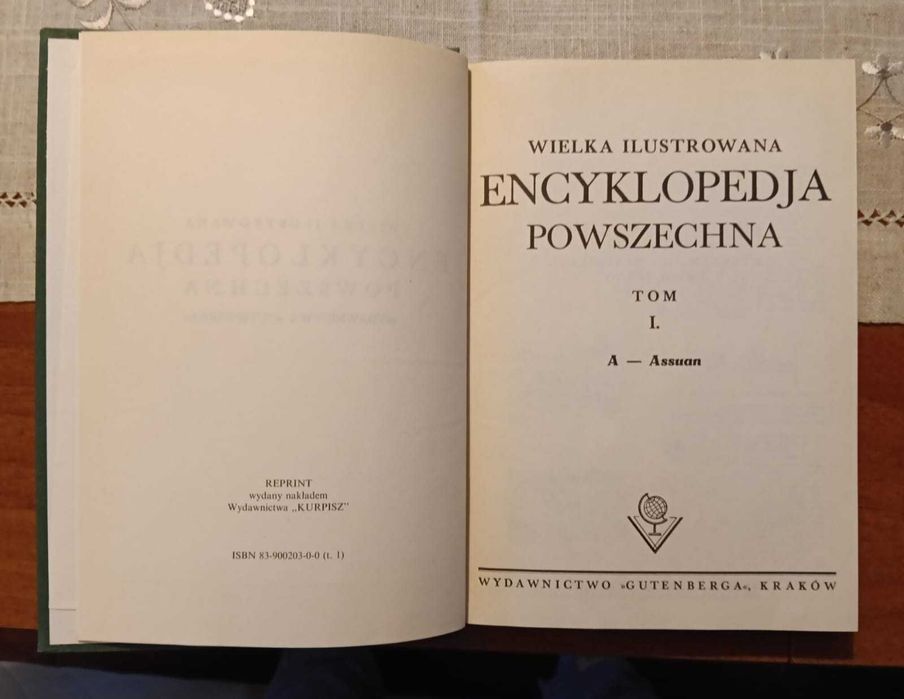 REPRINT
wydany nakładem
Wydawnictwa „KURPISZ”
ISBN 83-900203-0-0 (t. 1)
WIELKA ILUSTROWANA
ENCYKLOPEDJA
POWSZECHNA
TOM
I.
A — Assuan
WYDAWNICTWO »GUTENBERGA«, KRAKÓW